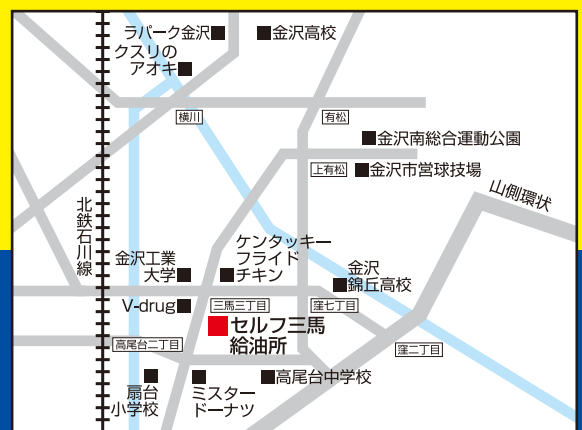 ラパーク金沢
金沢高校
クスリの
アオキ
横川
有松
金沢南総合運動公園
上有松
金沢市営球技場
山側環状
北鉄石川線
ケンタッキー
フライド
チキン
金沢工業
大学
金沢
錦丘高校
V-drug
三馬三丁目
窪七丁目
セルフ三馬
給油所
高尾台二丁目
窪二丁目
扇台
小学校
ミスター
ドーナツ
高尾台中学校